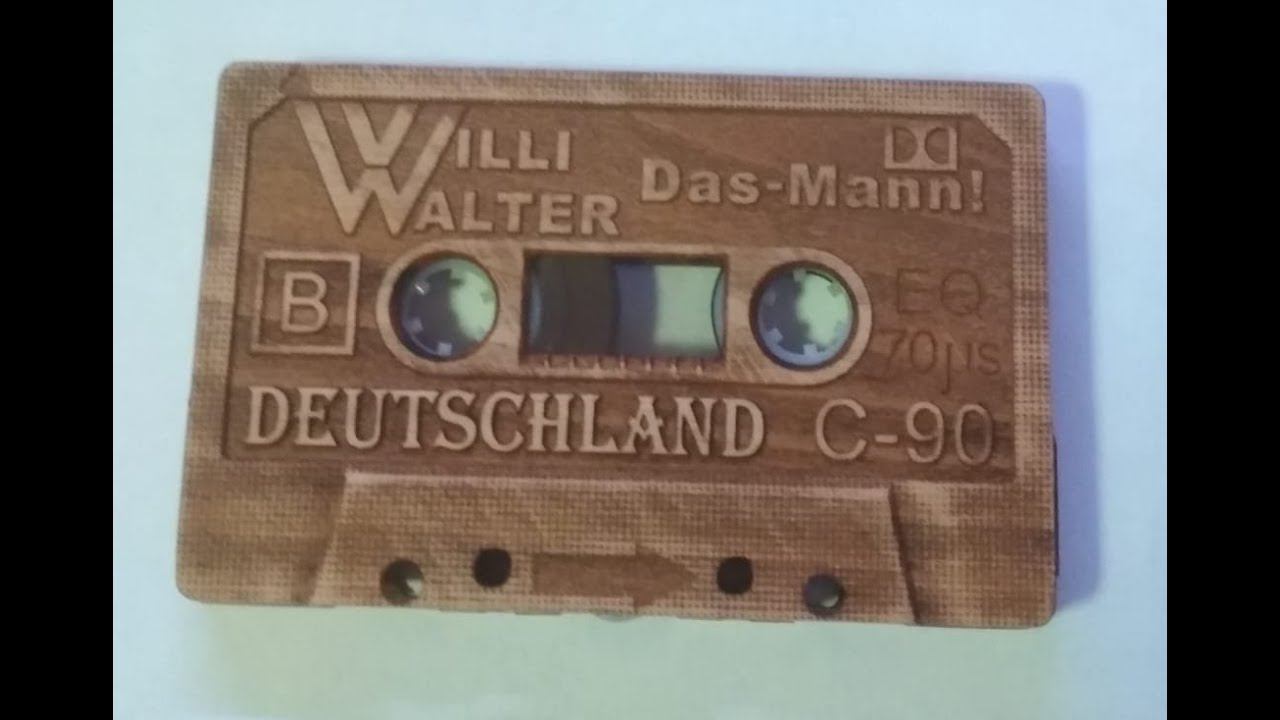 WILLI
WALTER
Das-Mann!
B
EQ
70µs
DEUTSCHLAND
C-90